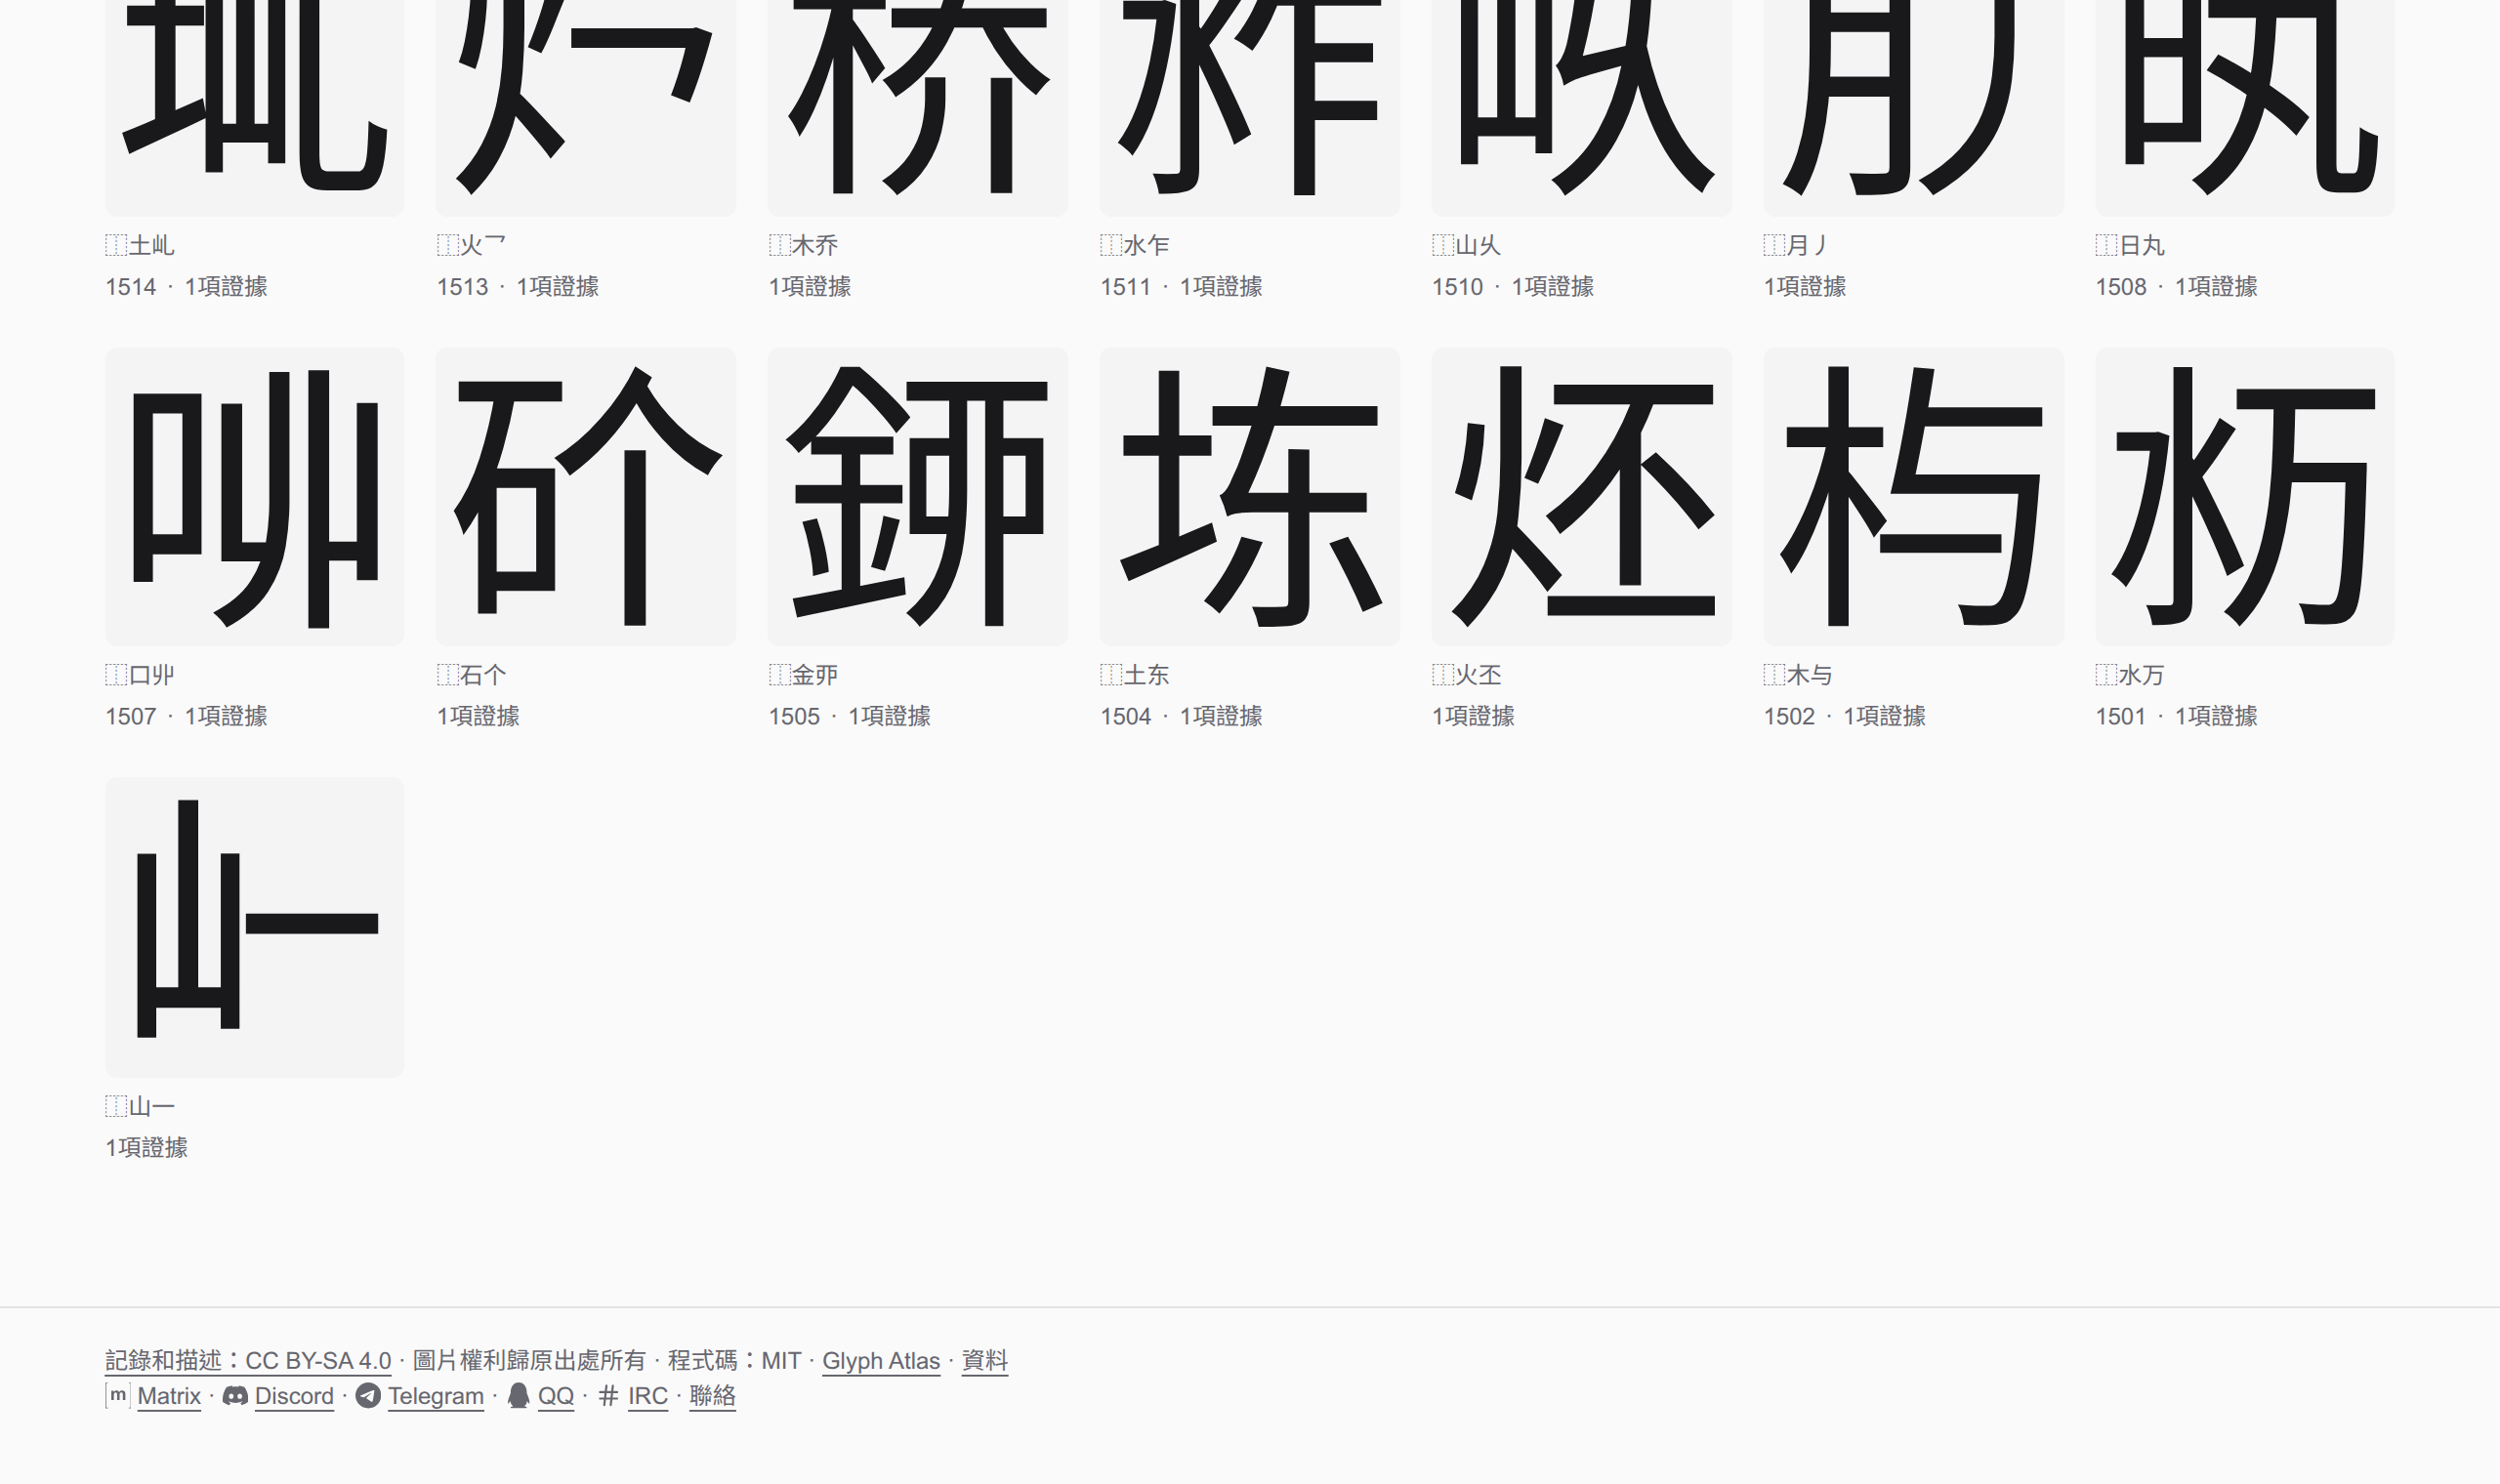 ⿰土乢
1514 · 1項證據
⿰火乛
1513 · 1項證據
⿰木乔
1項證據
⿰水乍
1511 · 1項證據
⿰山乆
1510 · 1項證據
⿰月丿
1項證據
⿰日丸
1508 · 1項證據
⿰口丱
1507 · 1項證據
⿰石个
1項證據
⿰金丣
1505 · 1項證據
⿰土东
1504 · 1項證據
⿰火丕
1項證據
⿰木与
1502 · 1項證據
⿰水万
1501 · 1項證據
⿰山一
1項證據
記錄和描述：CC BY-SA 4.0 · 圖片權利歸原出處所有 · 程式碼：MIT · Glyph Atlas · 資料
[m] Matrix · Discord · Telegram · QQ · # IRC · 聯絡